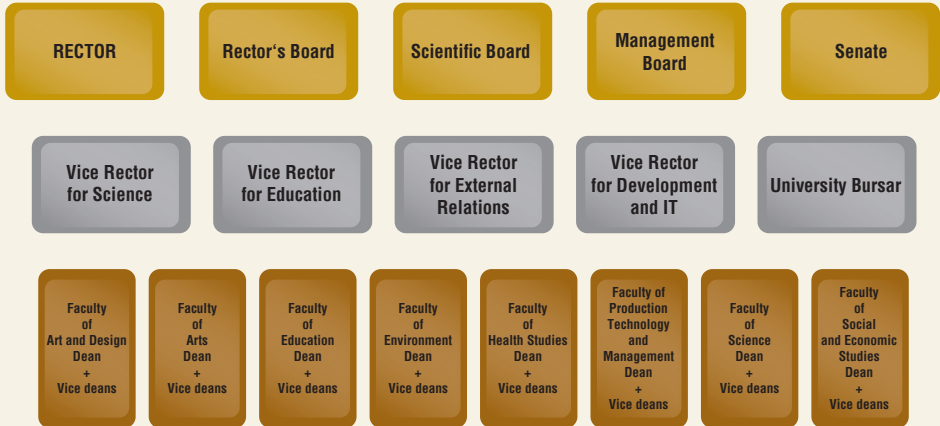 RECTOR
Rector‘s Board
Scientific Board
Management
Board
Senate
Vice Rector
for Science
Vice Rector
for Education
Vice Rector
for External
Relations
Vice Rector
for Development
and IT
University Bursar
Faculty
of
Art and Design
Dean
+
Vice deans
Faculty
of
Arts
Dean
+
Vice deans
Faculty
of
Education
Dean
+
Vice deans
Faculty
of
Environment
Dean
+
Vice deans
Faculty
of
Health Studies
Dean
+
Vice deans
Faculty of
Production
Technology
and
Management
Dean
+
Vice deans
Faculty
of
Science
Dean
+
Vice deans
Faculty
of
Social
and Economic
Studies
Dean
+
Vice deans